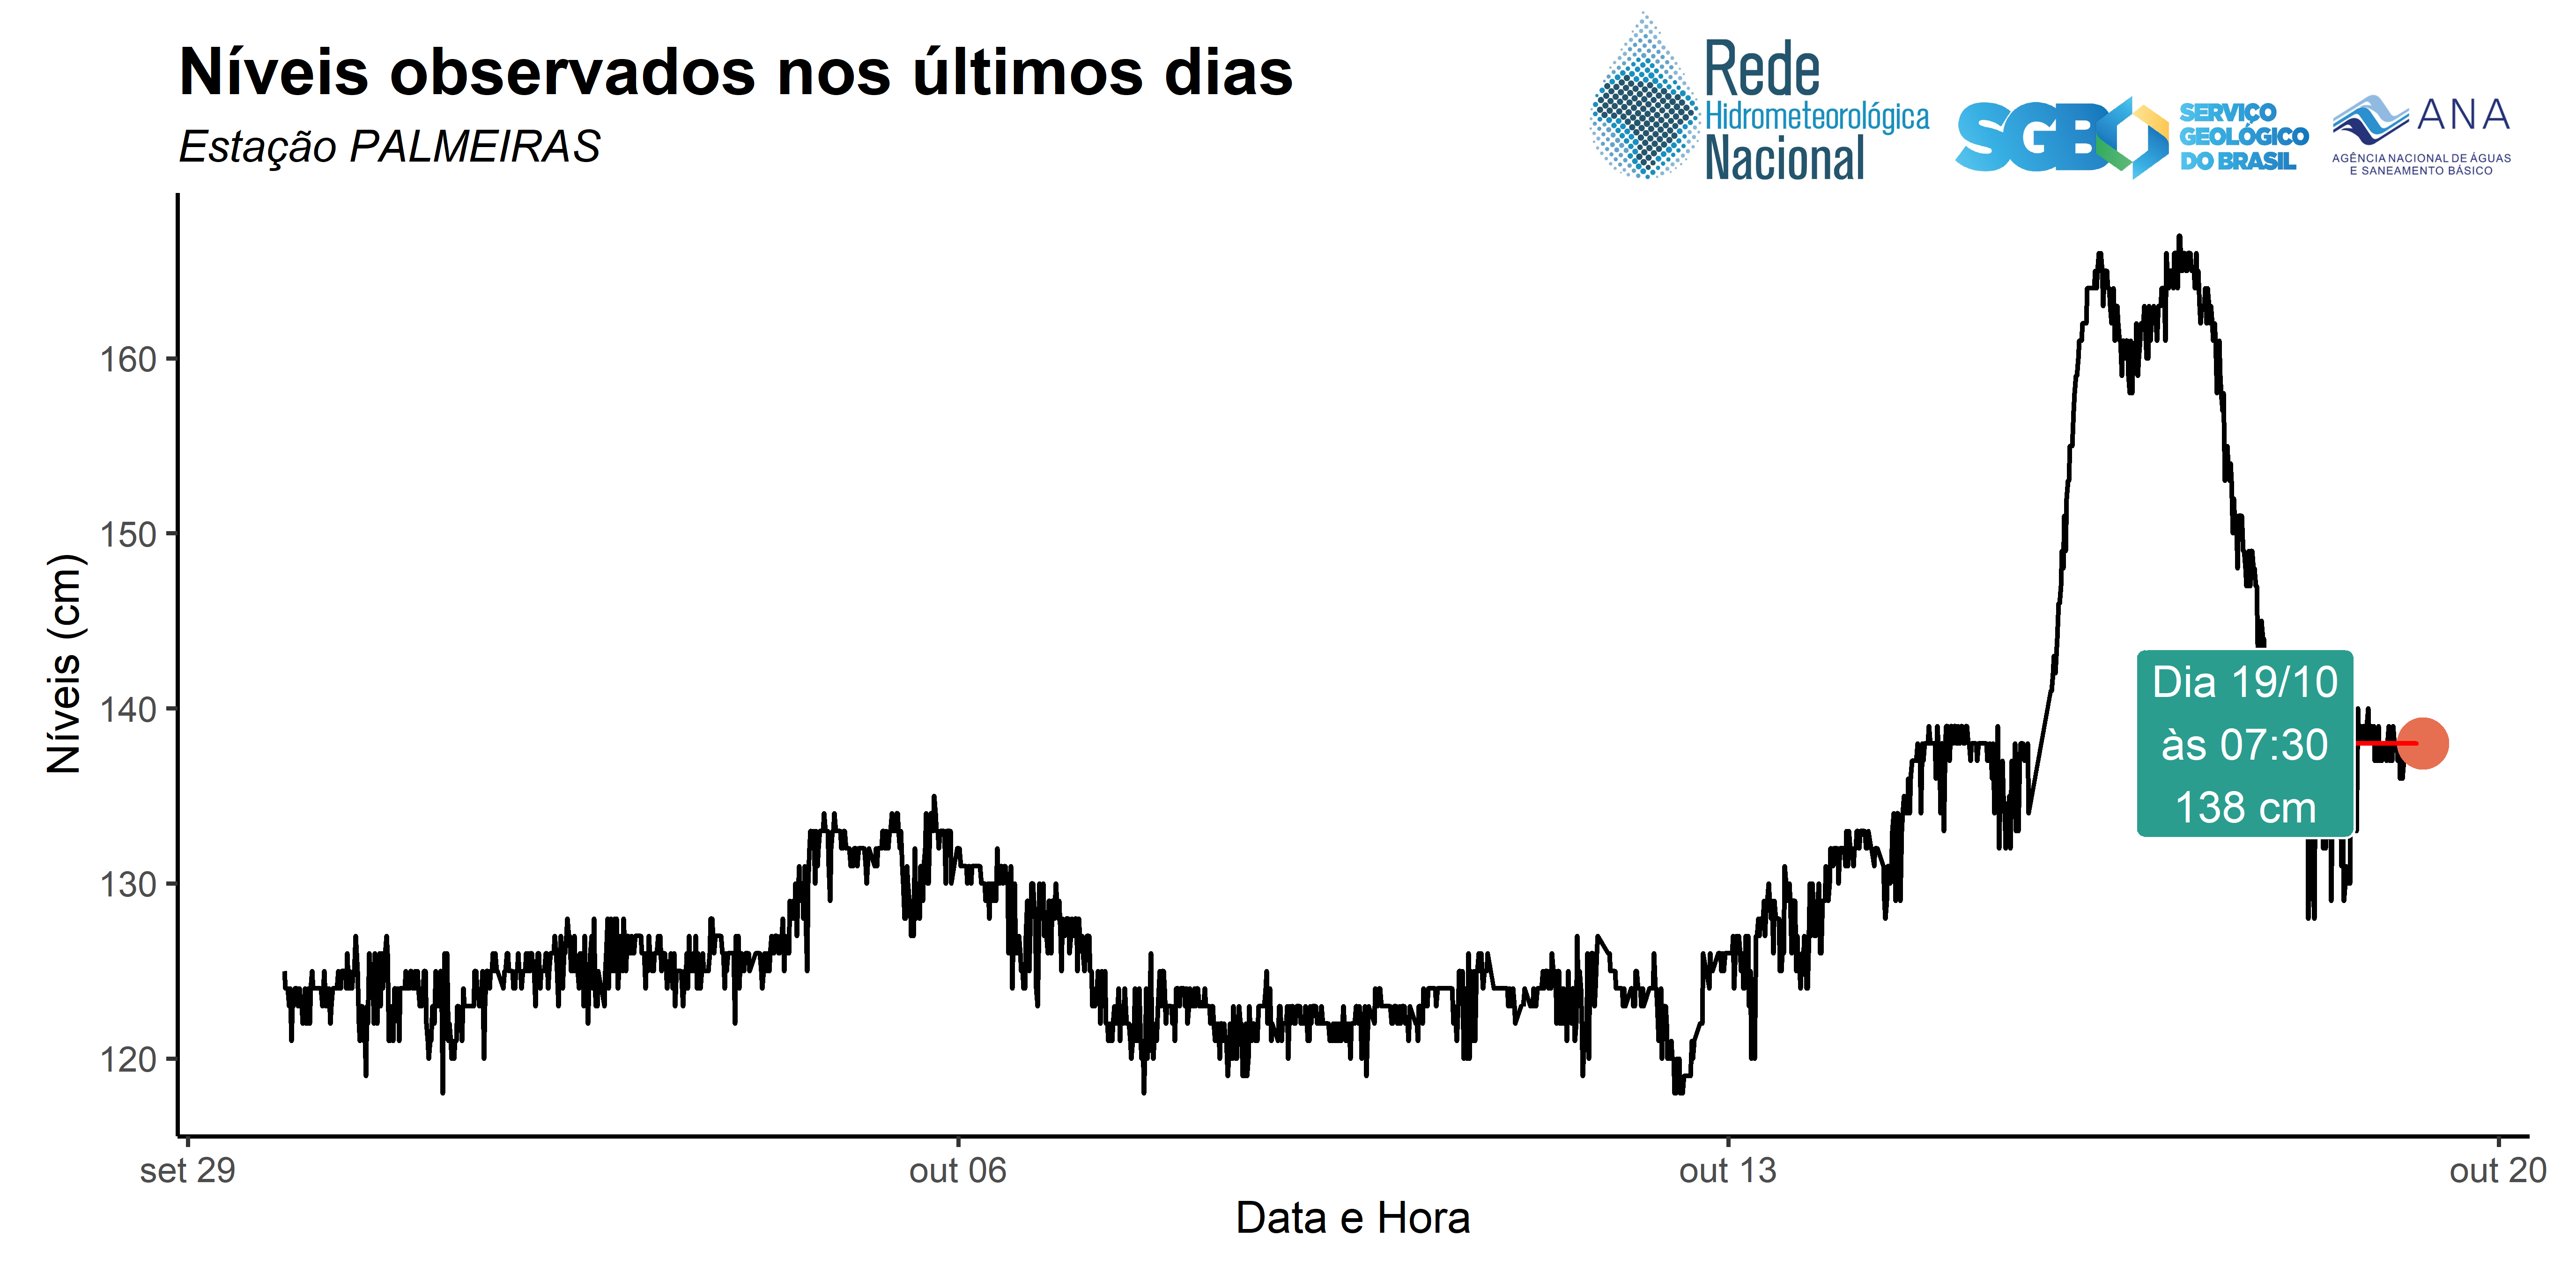 Níveis observados nos últimos dias
Estação PALMEIRAS
Rede
Hidrometeorológica
Nacional
SGB
SERVIÇO
GEOLÓGICO
DO BRASIL
ANA
AGÊNCIA NACIONAL DE ÁGUAS
E SANEAMENTO BÁSICO
Níveis (cm)
160
150
140
130
120
Dia 19/10
às 07:30
138 cm
set 29
out 06
out 13
out 20
Data e Hora